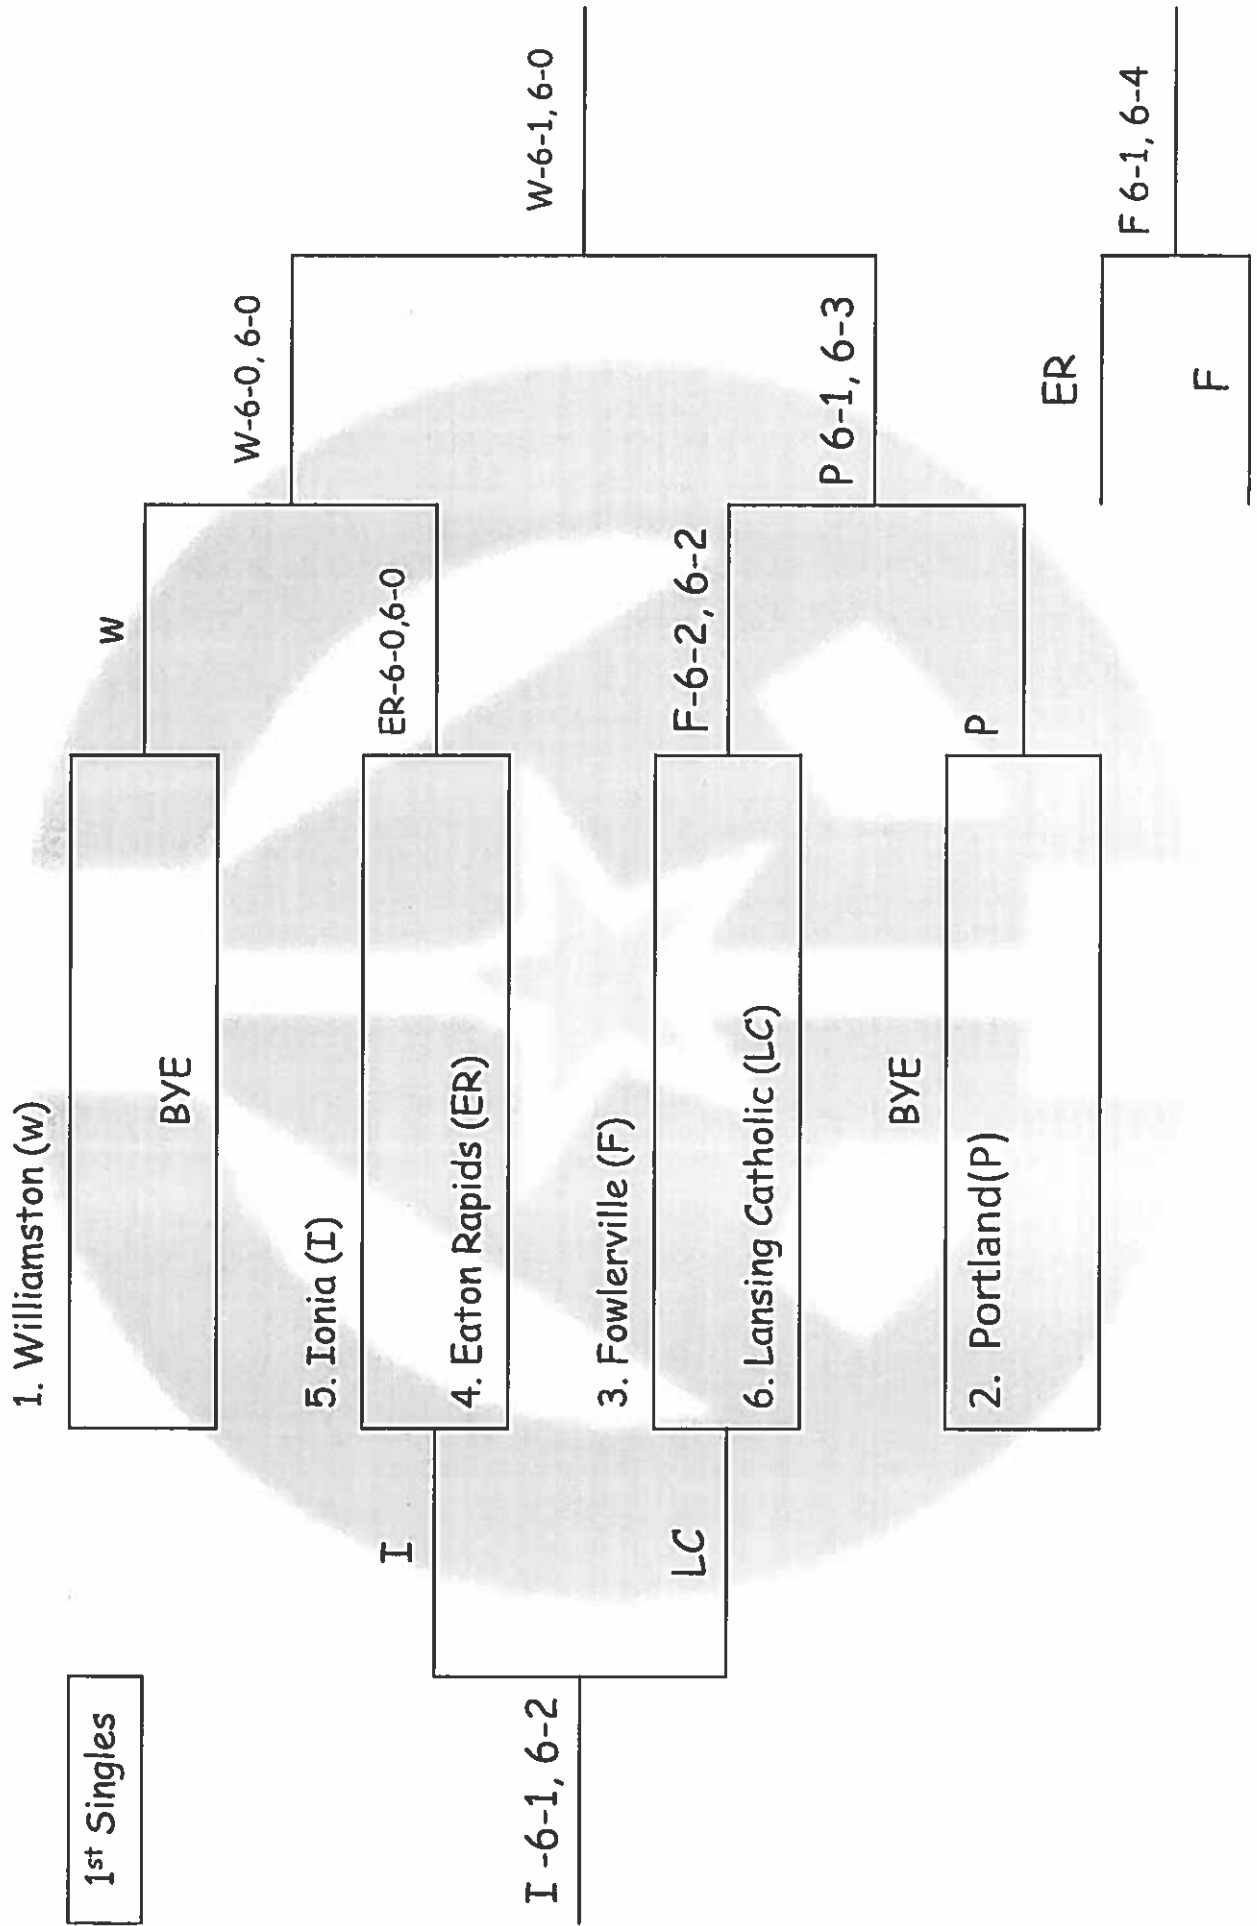 1st Singles
1. Williamston (w)
BYE
5. Ionia (I)
4. Eaton Rapids (ER)
3. Fowlerville (F)
6. Lansing Catholic (LC)
BYE
2. Portland(P)
I
LC
I -6-1, 6-2
W
ER-6-0,6-0
F-6-2, 6-2
P
W-6-0, 6-0
P 6-1, 6-3
W-6-1, 6-0
ER
F
F 6-1, 6-4